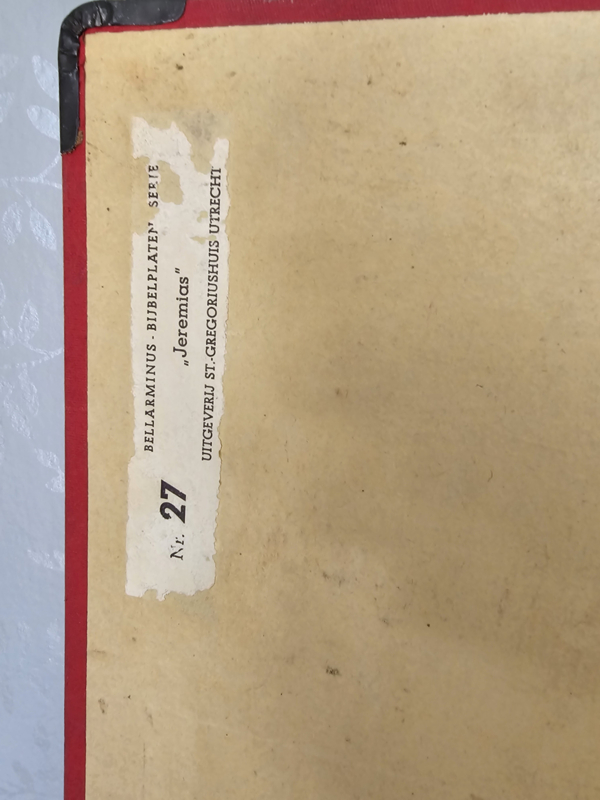 BELLARMINUS - BIJBELPLATEN SERIE
Nr. 27 „Jeremias”
UITGEVERIJ ST.-GREGORIUSHUIS UTRECHT